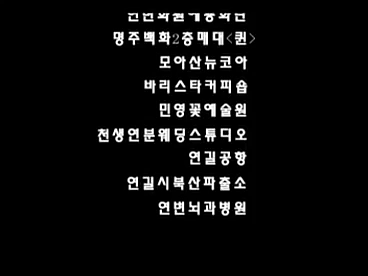 명주백화2층매대<퀸>
모아산뉴코아
바리스타커피숍
민영꽃예술원
천생연분웨딩스튜디오
연길공항
연길시북산파출소
연변뇌과병원